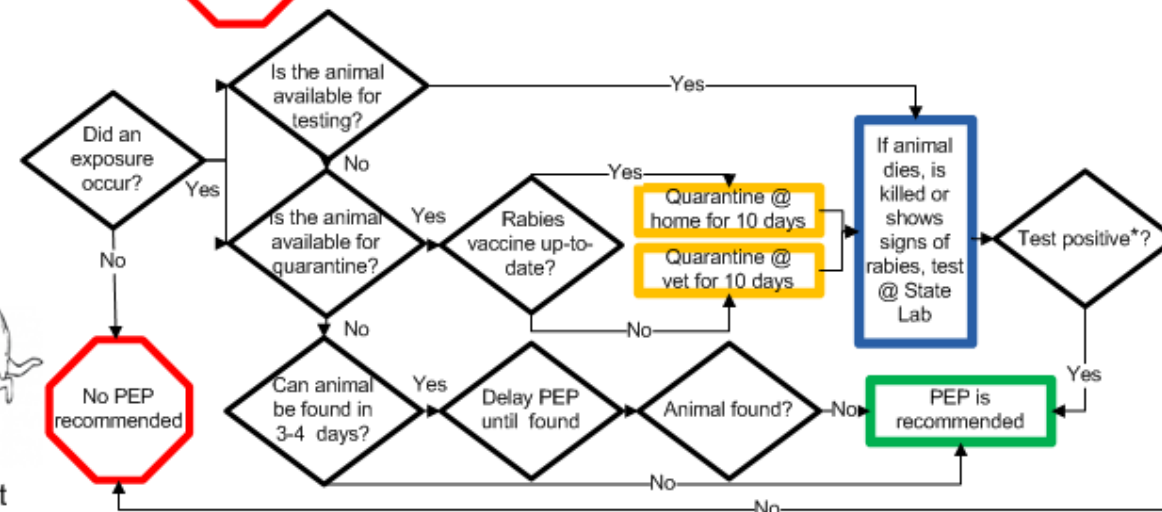 Is the animal
available for
testing?
Yes
Did an
exposure
occur?
Yes
No
No
Is the animal
available for
quarantine?
Yes
Rabies
vaccine up-to-
date?
Yes
Quarantine @
home for 10 days
Quarantine @
vet for 10 days
No
If animal
dies, is
killed or
shows
signs of
rabies, test
@ State
Lab
Test positive*?
Yes
No
No PEP
recommended
Can animal
be found in
3-4 days?
Yes
Delay PEP
until found
Animal found?
No
PEP is
recommended
No
No
t